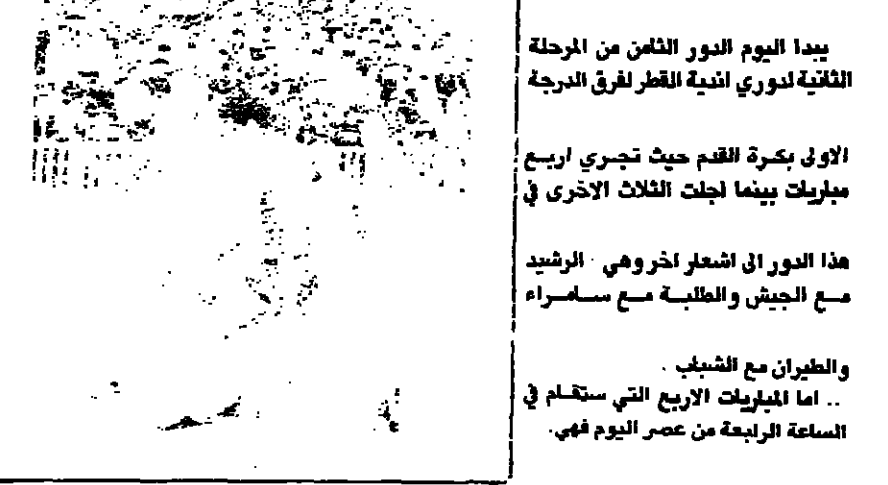 يبدا اليوم الدور الثامن من المرحلة
الثانية لدوري اندية القطر لفرق الدرجة
الاولى بكرة القدم حيث تجري اربع
مباريات بينما اجلت الثلاث الاخرى في
هذا الدور الى اشعار اخر وهي الرشيد
مع الجيش والطلبة مع سامراء
والطيران مع الشباب .
.. اما المباريات الاربع التي ستقام في
الساعة الرابعة من عصر اليوم فهي.